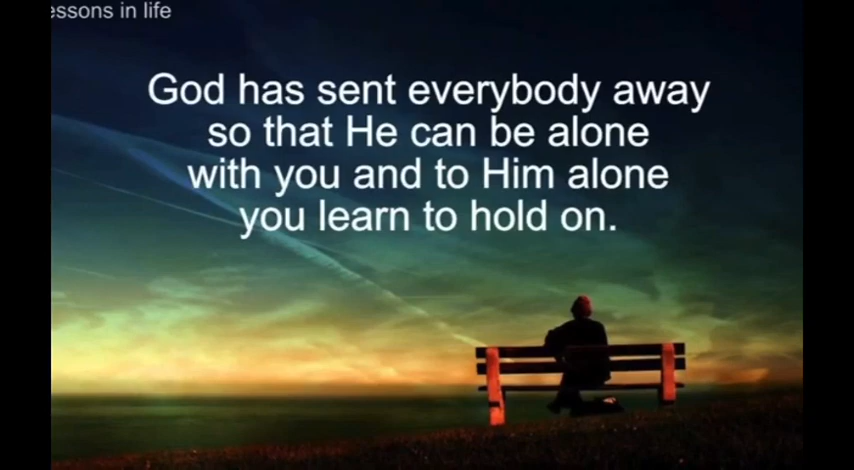 essons in life
God has sent everybody away
so that He can be alone
with you and to Him alone
you learn to hold on.